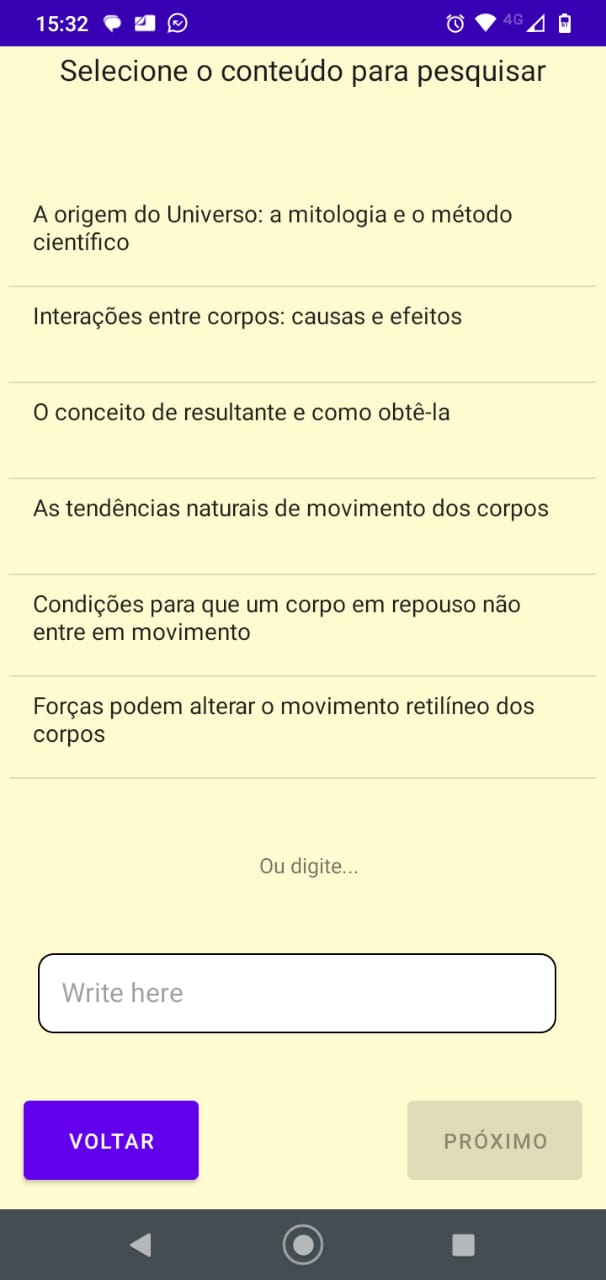 15:32
4G
Selecione o conteúdo para pesquisar
A origem do Universo: a mitologia e o método
científico
Interações entre corpos: causas e efeitos
O conceito de resultante e como obtê-la
As tendências naturais de movimento dos corpos
Condições para que um corpo em repouso não
entre em movimento
Forças podem alterar o movimento retilíneo dos
corpos
Ou digite...
Write here
VOLTAR
PRÓXIMO